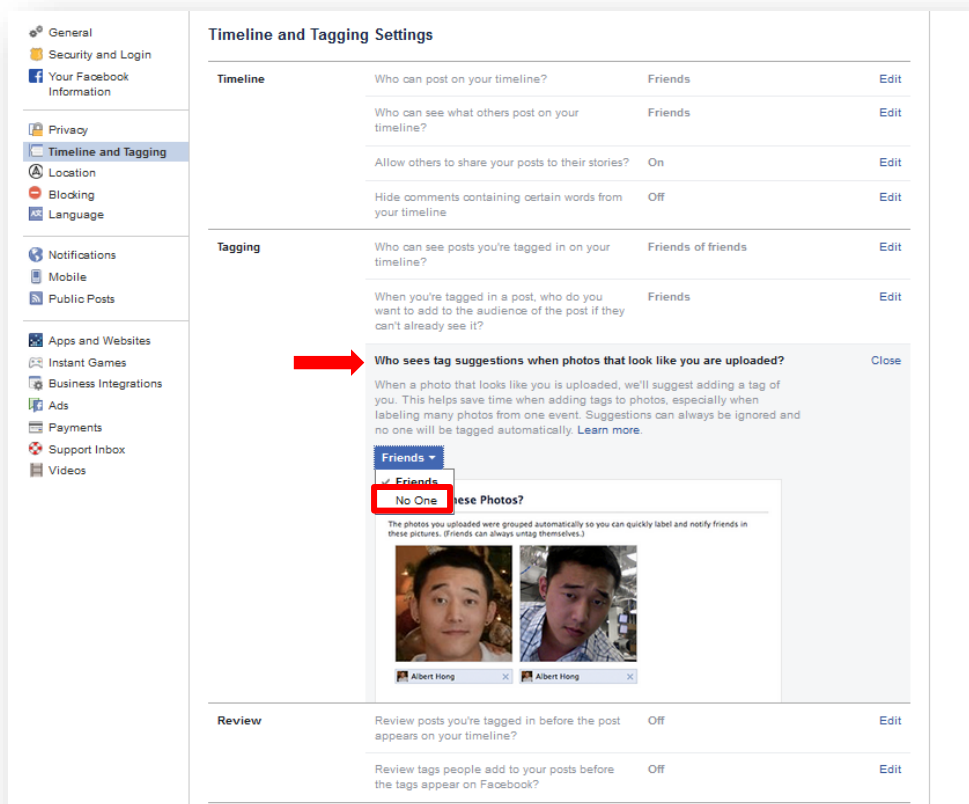 General
Security and Login
Your Facebook
Information
Privacy
Timeline and Tagging
Location
Blocking
Language
Notifications
Mobile
Public Posts
Apps and Websites
Instant Games
Business Integrations
Ads
Payments
Support Inbox
Videos
Timeline and Tagging Settings
Timeline
Who can post on your timeline? Friends Edit
Who can see what others post on your Friends Edit
timeline?
Allow others to share your posts to their stories? On Edit
Hide comments containing certain words from Off Edit
your timeline
Tagging
Who can see posts you're tagged in on your Friends of friends Edit
timeline?
When you're tagged in a post, who do you Friends Edit
want to add to the audience of the post if they
can't already see it?
Who sees tag suggestions when photos that look like you are uploaded? Close
When a photo that looks like you is uploaded, we'll suggest adding a tag of
you. This helps save time when adding tags to photos, especially when
labeling many photos from one event. Suggestions can always be ignored and
no one will be tagged automatically. Learn more.
Friends
Friends
No One
hese Photos?
The photos you uploaded were grouped automatically so you can quickly label and notify friends in
these pictures. (Friends can always untag themselves.)
Albert Hong Albert Hong
Review
Review posts you're tagged in before the post Off Edit
appears on your timeline?
Review tags people add to your posts before Off Edit
the tags appear on Facebook?